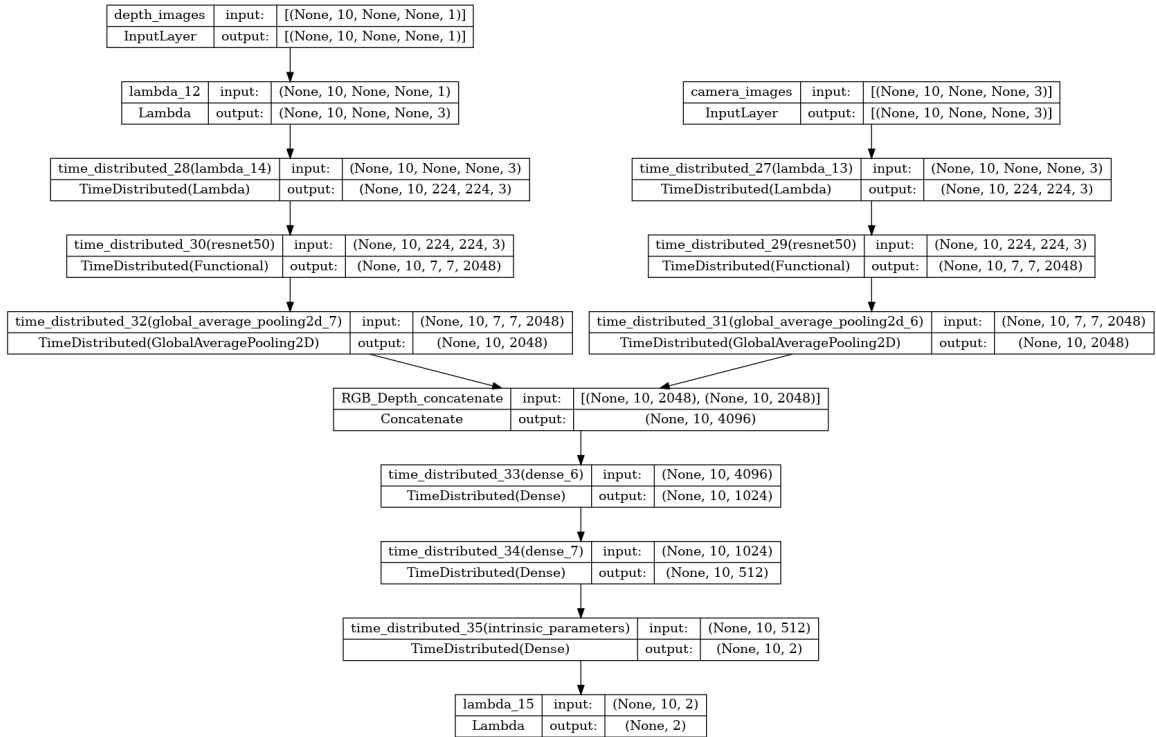 depth_images input: [(None, 10, None, None, 1)]
InputLayer output: [(None, 10, None, None, 1)]
lambda_12 input: (None, 10, None, None, 1)
Lambda output: (None, 10, None, None, 3)
camera_images input: [(None, 10, None, None, 3)]
InputLayer output: [(None, 10, None, None, 3)]
time_distributed_28(lambda_14) input: (None, 10, None, None, 3)
TimeDistributed(Lambda) output: (None, 10, 224, 224, 3)
time_distributed_27(lambda_13) input: (None, 10, None, None, 3)
TimeDistributed(Lambda) output: (None, 10, 224, 224, 3)
time_distributed_30(resnet50) input: (None, 10, 224, 224, 3)
TimeDistributed(Functional) output: (None, 10, 7, 7, 2048)
time_distributed_29(resnet50) input: (None, 10, 224, 224, 3)
TimeDistributed(Functional) output: (None, 10, 7, 7, 2048)
time_distributed_32(global_average_pooling2d_7) input: (None, 10, 7, 7, 2048)
TimeDistributed(GlobalAveragePooling2D) output: (None, 10, 2048)
time_distributed_31(global_average_pooling2d_6) input: (None, 10, 7, 7, 2048)
TimeDistributed(GlobalAveragePooling2D) output: (None, 10, 2048)
RGB_Depth_concatenate input: [(None, 10, 2048), (None, 10, 2048)]
Concatenate output: (None, 10, 4096)
time_distributed_33(dense_6) input: (None, 10, 4096)
TimeDistributed(Dense) output: (None, 10, 1024)
time_distributed_34(dense_7) input: (None, 10, 1024)
TimeDistributed(Dense) output: (None, 10, 512)
time_distributed_35(intrinsic_parameters) input: (None, 10, 512)
TimeDistributed(Dense) output: (None, 10, 2)
lambda_15 input: (None, 10, 2)
Lambda output: (None, 2)